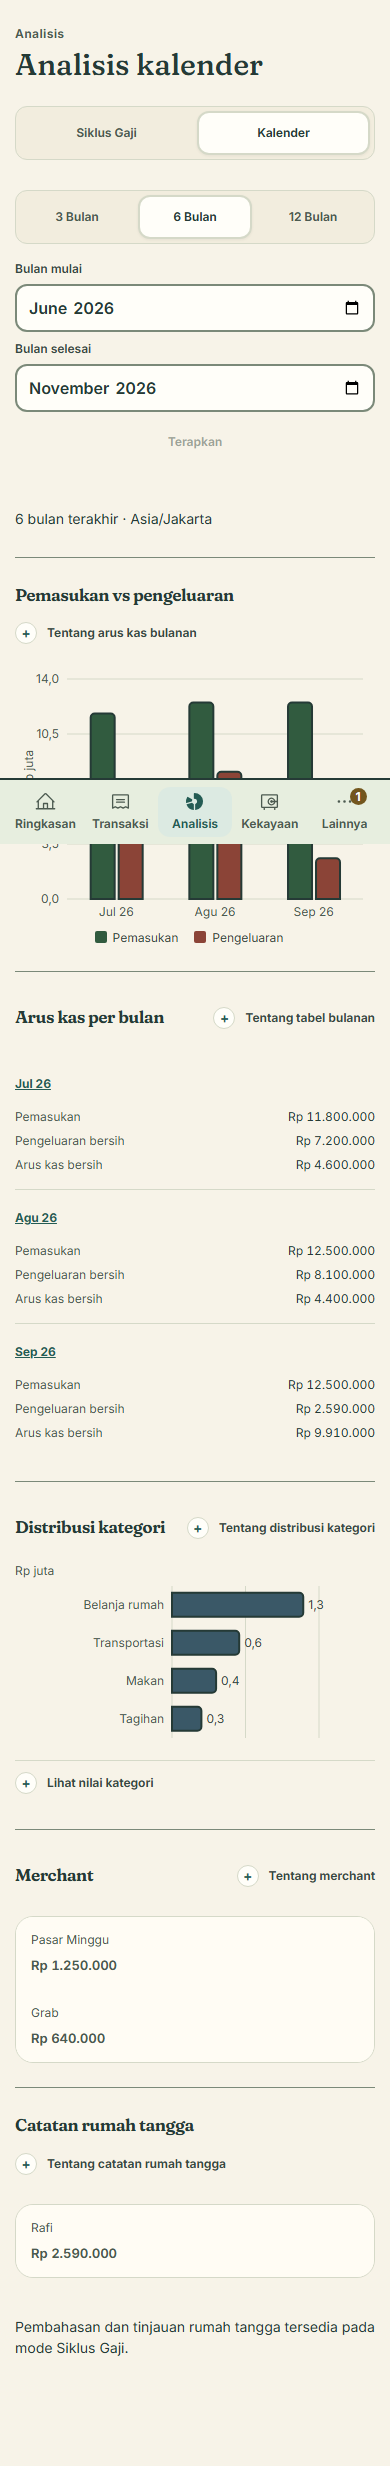 Analisis
Analisis kalender
Siklus Gaji
Kalender
3 Bulan
6 Bulan
12 Bulan
Bulan mulai
June 2026
Bulan selesai
November 2026
Terapkan
6 bulan terakhir · Asia/Jakarta
Pemasukan vs pengeluaran
+ Tentang arus kas bulanan
14,0
10,5
juta
Ringkasan
Transaksi
Analisis
Kekayaan
1
Lainnya
3,5
0,0
Jul 26
Agu 26
Sep 26
Pemasukan
Pengeluaran
Arus kas per bulan
+ Tentang tabel bulanan
Jul 26
Pemasukan Rp 11.800.000
Pengeluaran bersih Rp 7.200.000
Arus kas bersih Rp 4.600.000
Agu 26
Pemasukan Rp 12.500.000
Pengeluaran bersih Rp 8.100.000
Arus kas bersih Rp 4.400.000
Sep 26
Pemasukan Rp 12.500.000
Pengeluaran bersih Rp 2.590.000
Arus kas bersih Rp 9.910.000
Distribusi kategori
+ Tentang distribusi kategori
Rp juta
Belanja rumah 1,3
Transportasi 0,6
Makan 0,4
Tagihan 0,3
+ Lihat nilai kategori
Merchant
+ Tentang merchant
Pasar Minggu
Rp 1.250.000
Grab
Rp 640.000
Catatan rumah tangga
+ Tentang catatan rumah tangga
Rafi
Rp 2.590.000
Pembahasan dan tinjauan rumah tangga tersedia pada
mode Siklus Gaji.